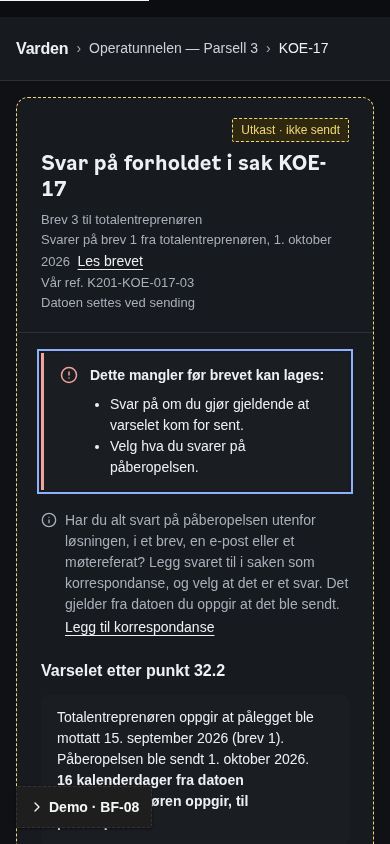 Varden › Operatunnelen — Parsell 3 › KOE-17
Utkast · ikke sendt
Svar på forholdet i sak KOE-
17
Brev 3 til totalentreprenøren
Svarer på brev 1 fra totalentreprenøren, 1. oktober
2026 Les brevet
Vår ref. K201-KOE-017-03
Datoen settes ved sending
Dette mangler før brevet kan lages:
• Svar på om du gjør gjeldende at
varselet kom for sent.
• Velg hva du svarer på
påberopelsen.
Har du alt svart på påberopelsen utenfor
løsningen, i et brev, en e-post eller et
møtereferat? Legg svaret til i saken som
korrespondanse, og velg at det er et svar. Det
gjelder fra datoen du oppgir at det ble sendt.
Legg til korrespondanse
Varselet etter punkt 32.2
Totalentreprenøren oppgir at pålegget ble
mottatt 15. september 2026 (brev 1).
Påberopelsen ble sendt 1. oktober 2026.
16 kalenderdager fra datoen
øren oppgir, til
Demo · BF-08